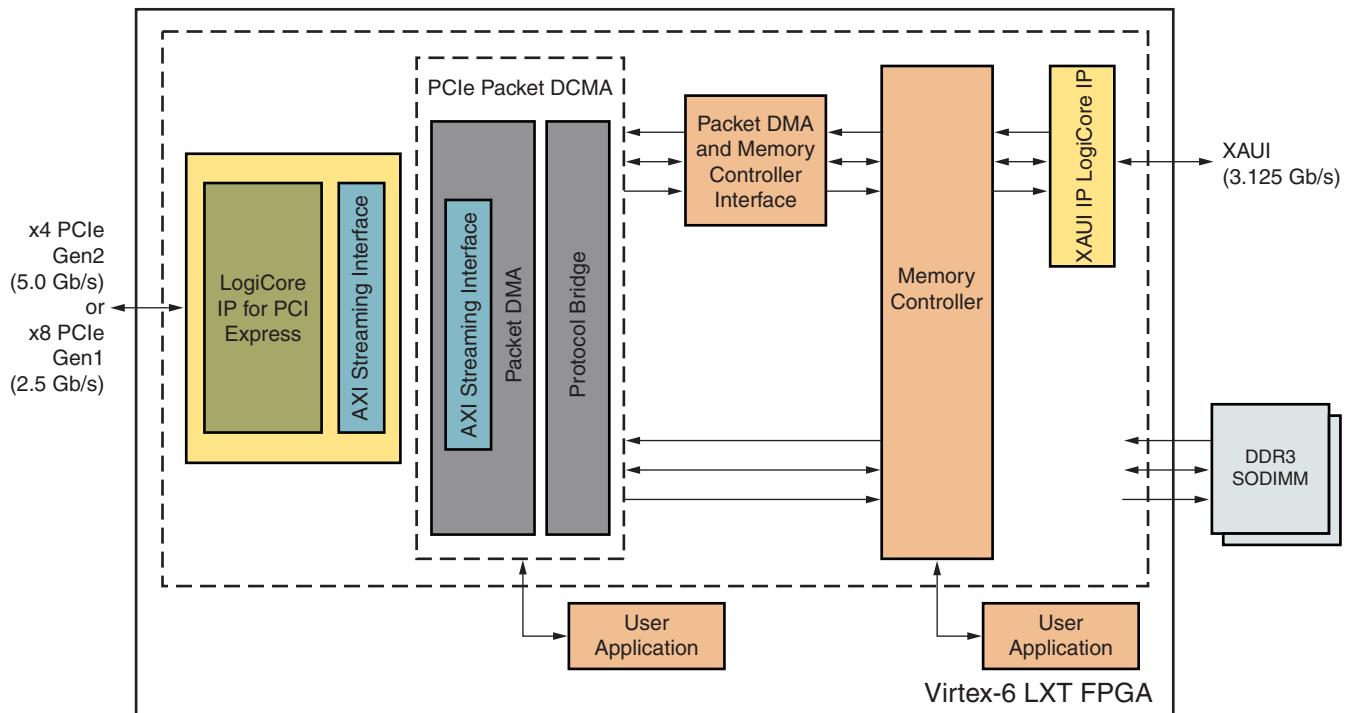 x4 PCIe
Gen2
(5.0 Gb/s)
or
x8 PCIe
Gen1
(2.5 Gb/s)
LogiCore
IP for PCI
Express
AXI Streaming Interface
PCIe Packet DCMA
AXI Streaming Interface
Packet DMA
Protocol Bridge
Packet DMA
and Memory
Controller
Interface
Memory
Controller
XAUI IP LogiCore IP
XAUI
(3.125 Gb/s)
DDR3
SODIMM
User
Application
User
Application
Virtex-6 LXT FPGA